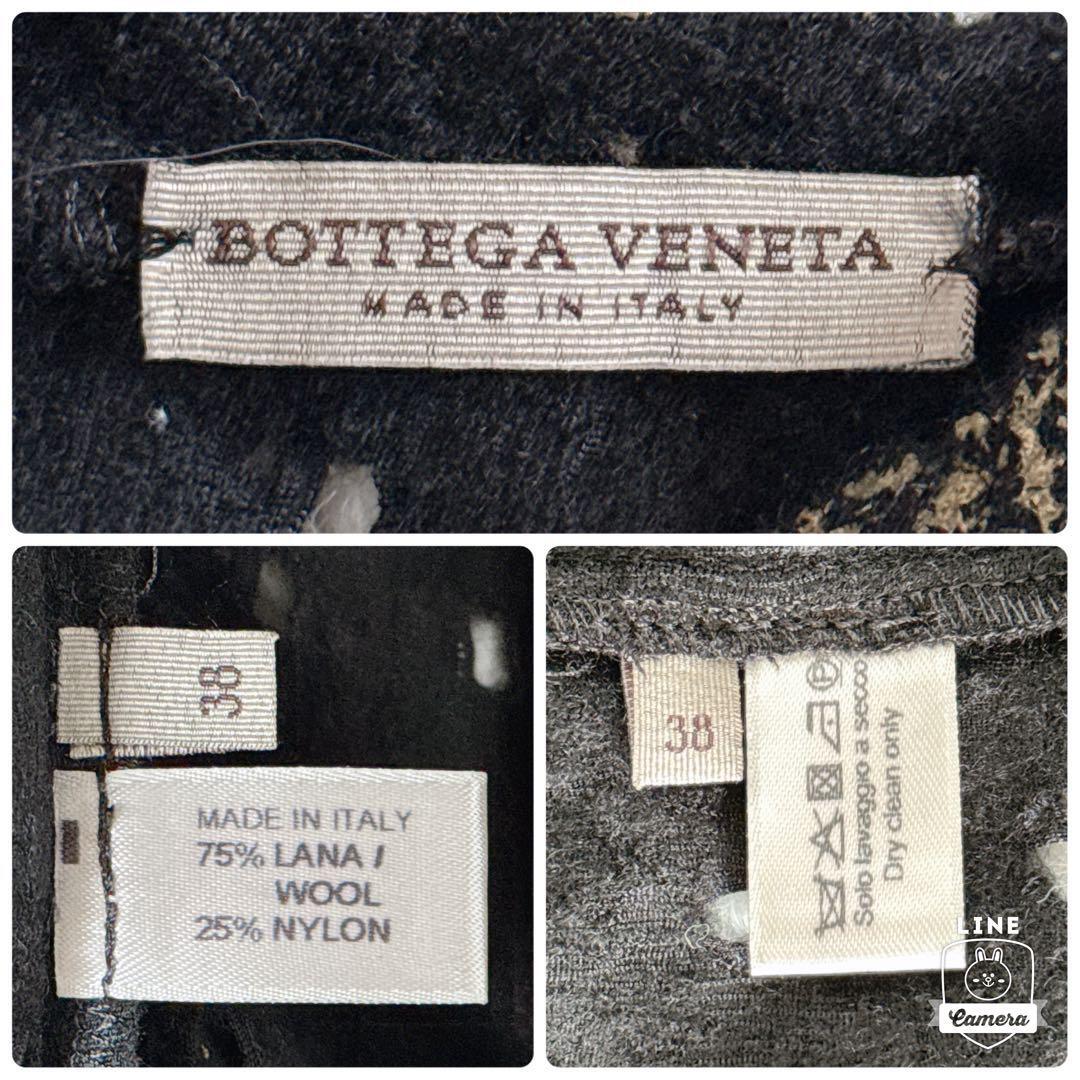 BOTTEGA VENETA
MADE IN ITALY
38
MADE IN ITALY
75% LANA /
WOOL
25% NYLON
38
P
Solo lavaggio a secco
Dry clean only
LINE
Camera